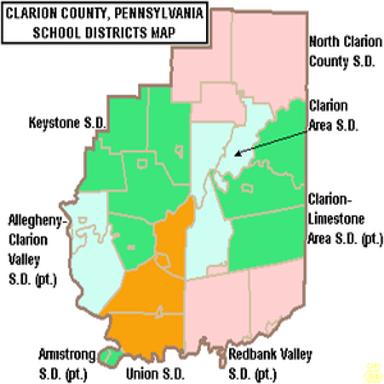 CLARION COUNTY, PENNSYLVANIA
SCHOOL DISTRICTS MAP
North Clarion
County S.D.
Clarion
Area S.D.
Keystone S.D.
Clarion-
Limestone
Area S.D. (pt.)
Allegheny-
Clarion
Valley
S.D. (pt.)
Armstrong
S.D. (pt.)
Union S.D.
Redbank Valley
S.D. (pt.)